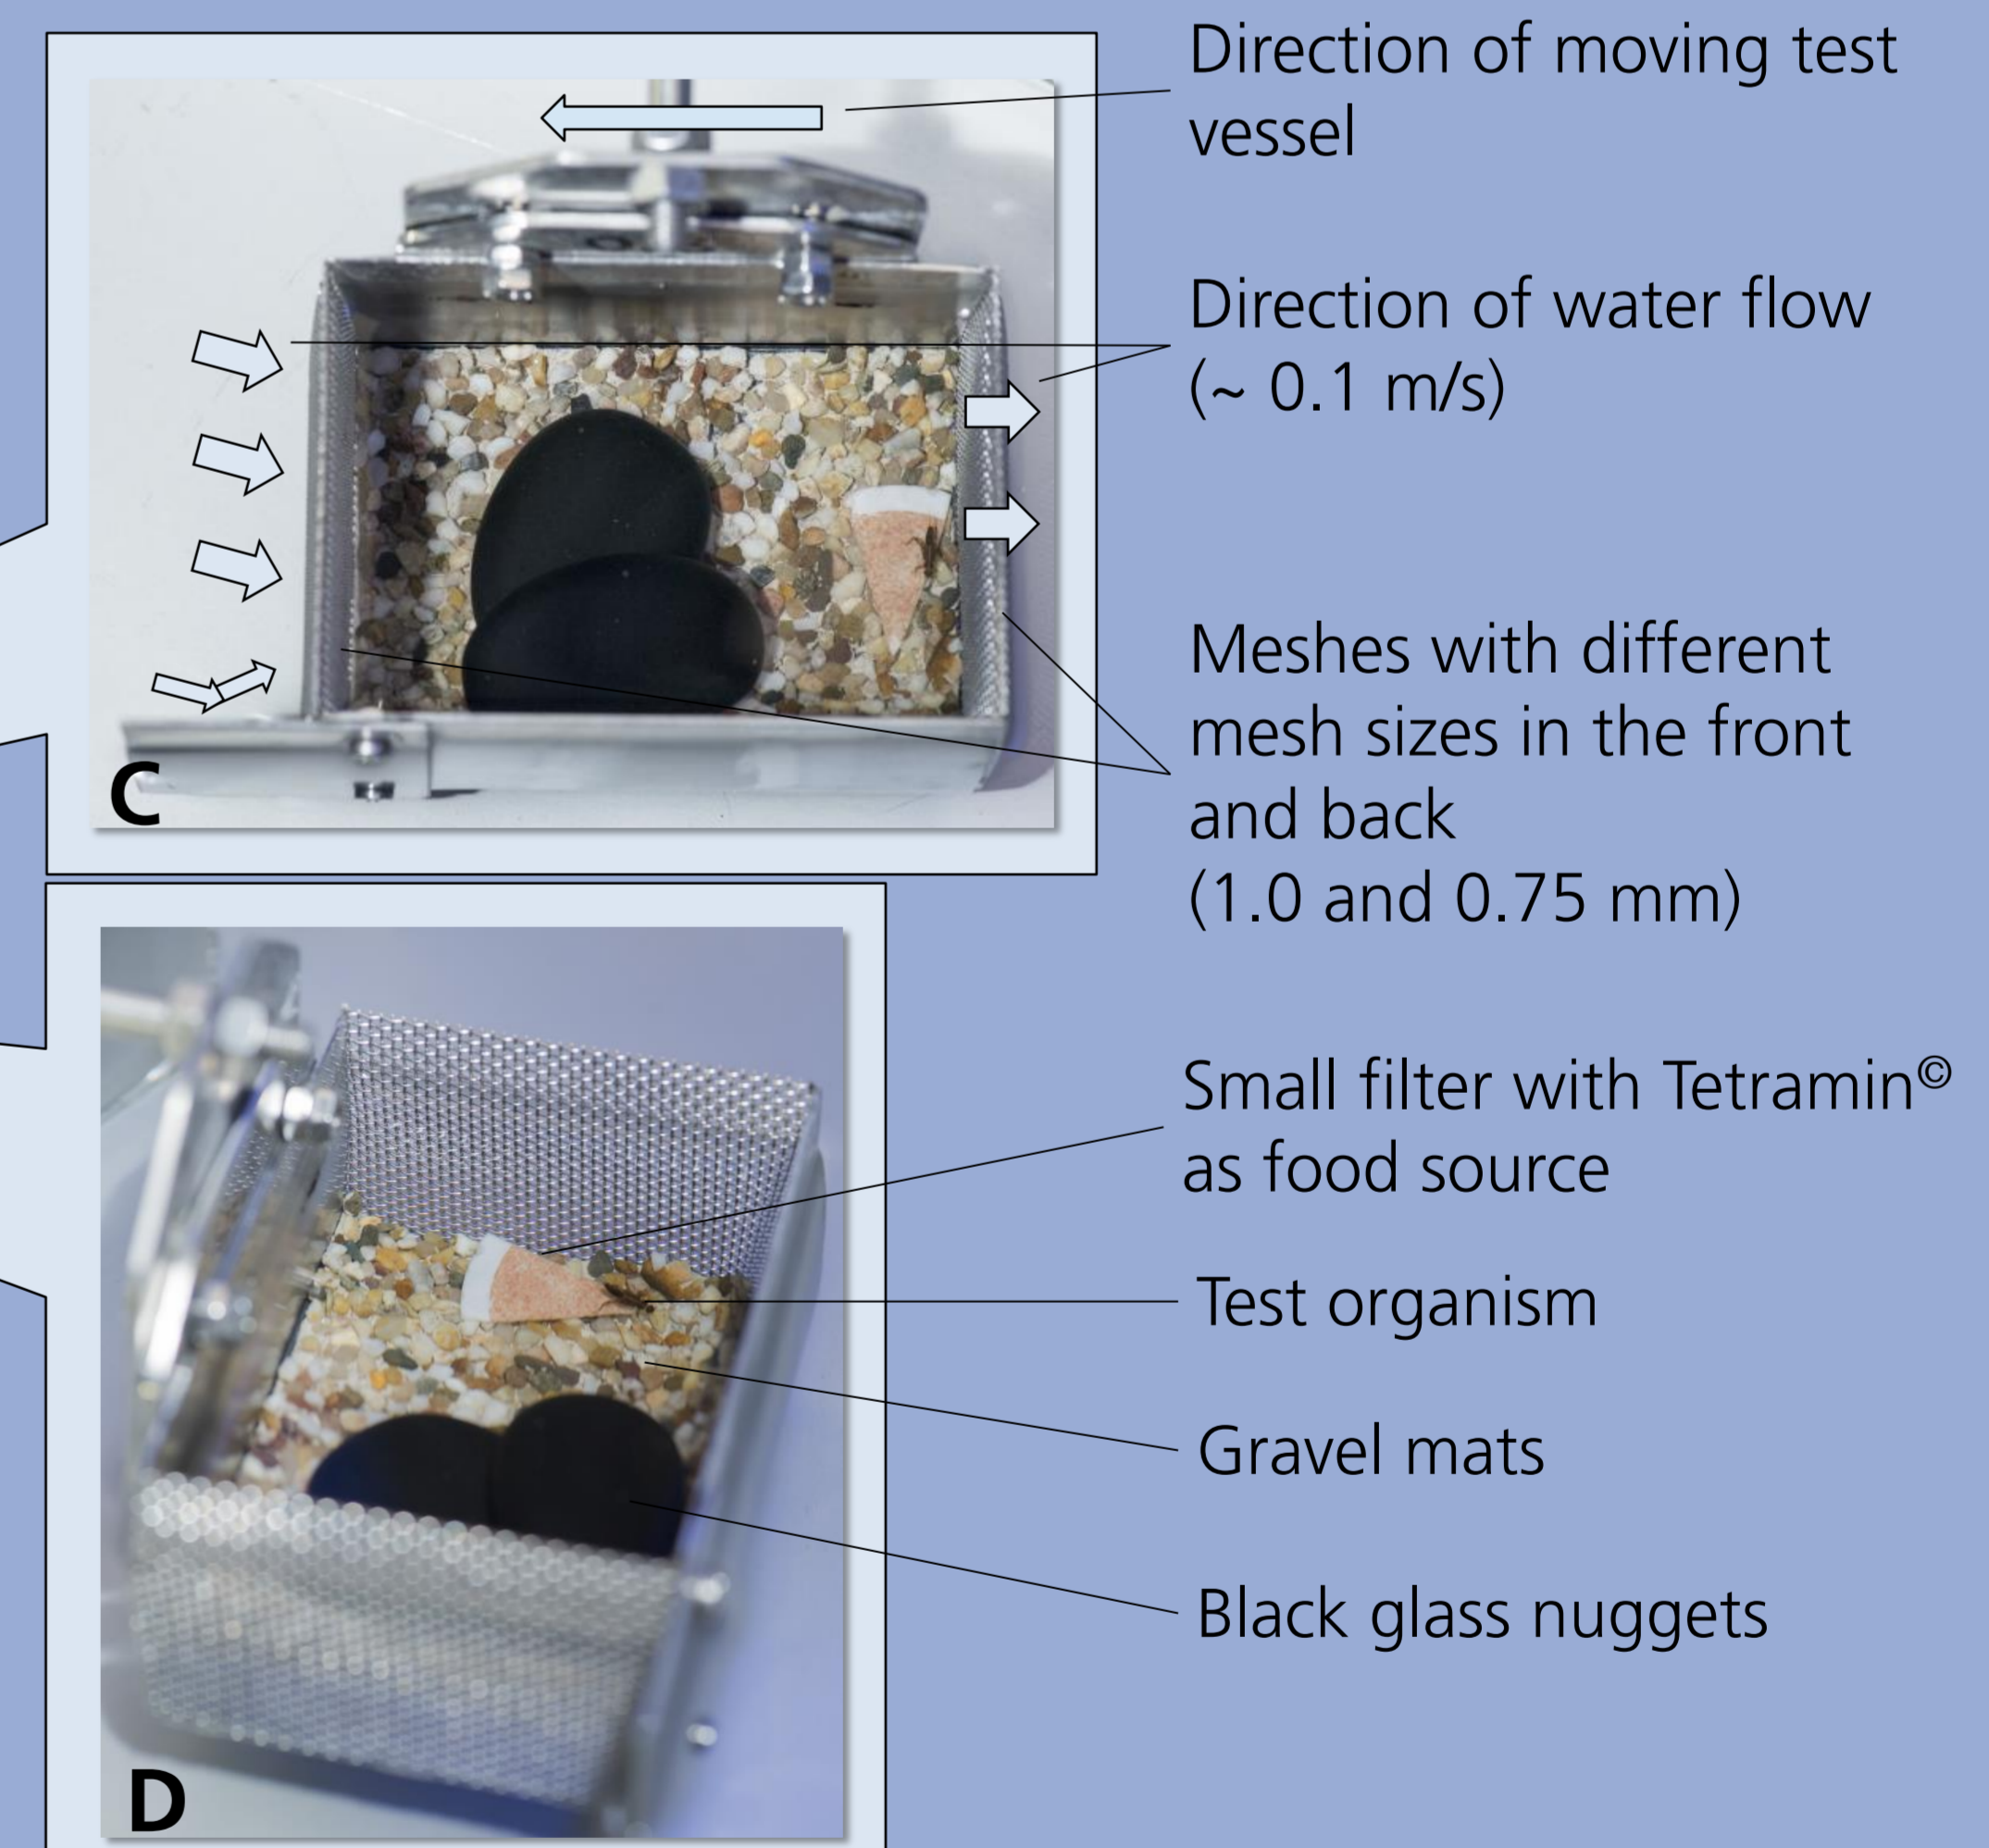 Direction of moving test
vessel
Direction of water flow
(~ 0.1 m/s)
Meshes with different
mesh sizes in the front
and back
(1.0 and 0.75 mm)
C
Small filter with Tetramin©
as food source
Test organism
Gravel mats
Black glass nuggets
D